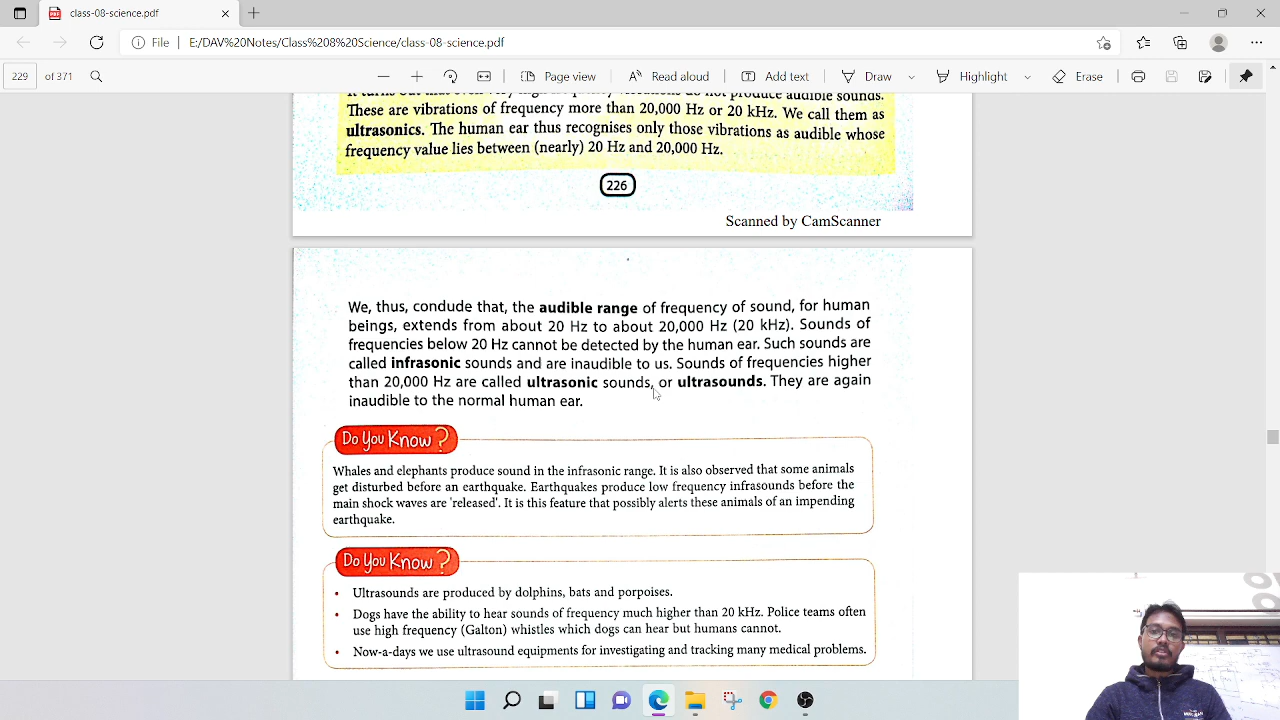 class-08-science.pdf
File
E:/DAV%20Notes/Class%208%20Science/class-08-science.pdf
229 of 371
Page view
Read aloud
Add text
Draw
Highlight
Erase
produce audible sounds.
These are vibrations of frequency more than 20,000 Hz or 20 kHz. We call them as
ultrasonics. The human ear thus recognises only those vibrations as audible whose
frequency value lies between (nearly) 20 Hz and 20,000 Hz.
226
Scanned by CamScanner
We, thus, condude that, the audible range of frequency of sound, for human
beings, extends from about 20 Hz to about 20,000 Hz (20 kHz). Sounds of
frequencies below 20 Hz cannot be detected by the human ear. Such sounds are
called infrasonic sounds and are inaudible to us. Sounds of frequencies higher
than 20,000 Hz are called ultrasonic sounds, or ultrasounds. They are again
inaudible to the normal human ear.
Do You Know?
Whales and elephants produce sound in the infrasonic range. It is also observed that some animals
get disturbed before an earthquake. Earthquakes produce low frequency infrasounds before the
main shock waves are 'released'. It is this feature that possibly alerts these animals of an impending
earthquake.
Do You Know?
• Ultrasounds are produced by dolphins, bats and porpoises.
• Dogs have the ability to hear sounds of frequency much higher than 20 kHz. Police teams often
use high frequency (Galton) whistles which dogs can hear but humans cannot.
• Now-a-days we use ultrasound equipments for investigating and tracking many medical problems.